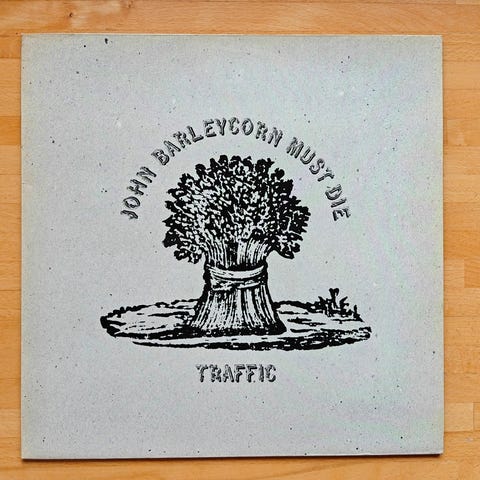 JOHN BARLEYCORN MUST DIE
TRAFFIC